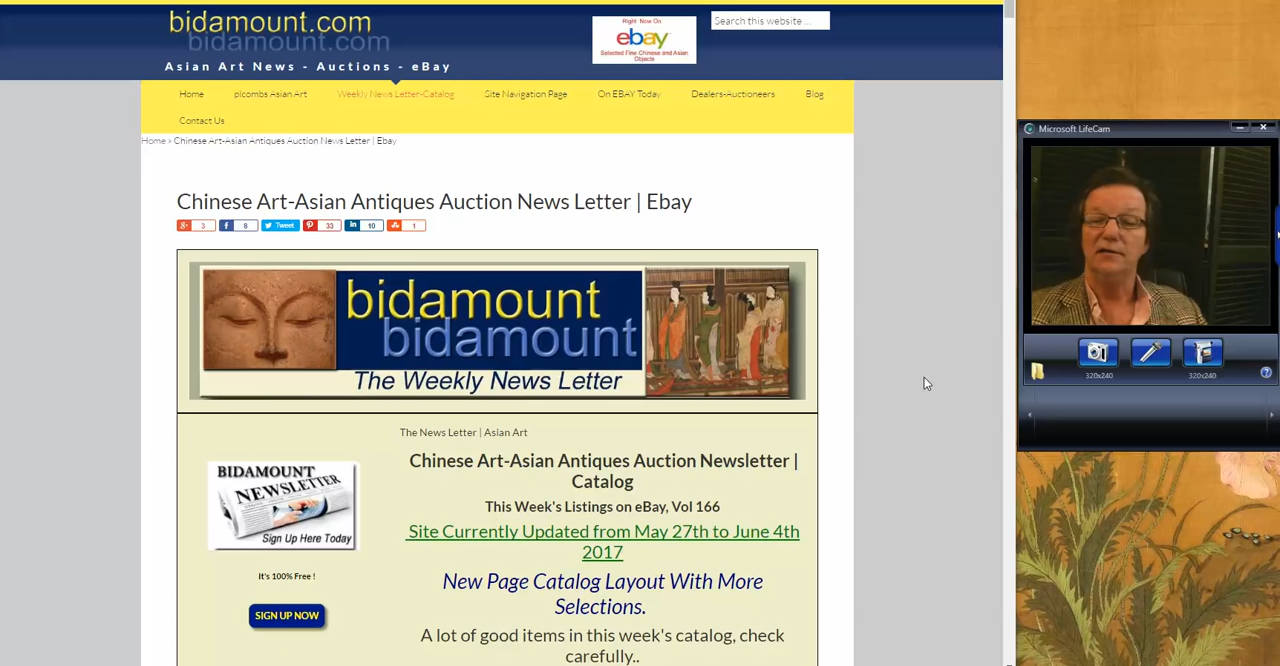 bidamount.com
bidamount.com
Asian Art News - Auctions - eBay
Right Now On
ebay
Selected Fine Chinese and Asian
Objects
Search this website ...
Home
plcombs Asian Art
Weekly News Letter-Catalog
Site Navigation Page
On EBAY Today
Dealers-Auctioneers
Blog
Contact Us
Home » Chinese Art-Asian Antiques Auction News Letter | Ebay
Chinese Art-Asian Antiques Auction News Letter | Ebay
3
8
Tweet
33
10
1
bidamount
bidamount
The Weekly News Letter
The News Letter | Asian Art
BIDAMOUNT
NEWSLETTER
Sign Up Here Today
It's 100% Free !
SIGN UP NOW
Chinese Art-Asian Antiques Auction Newsletter |
Catalog
This Week's Listings on eBay, Vol 166
Site Currently Updated from May 27th to June 4th
2017
New Page Catalog Layout With More
Selections.
A lot of good items in this week's catalog, check
carefully..
Microsoft LifeCam
320x240
320x240